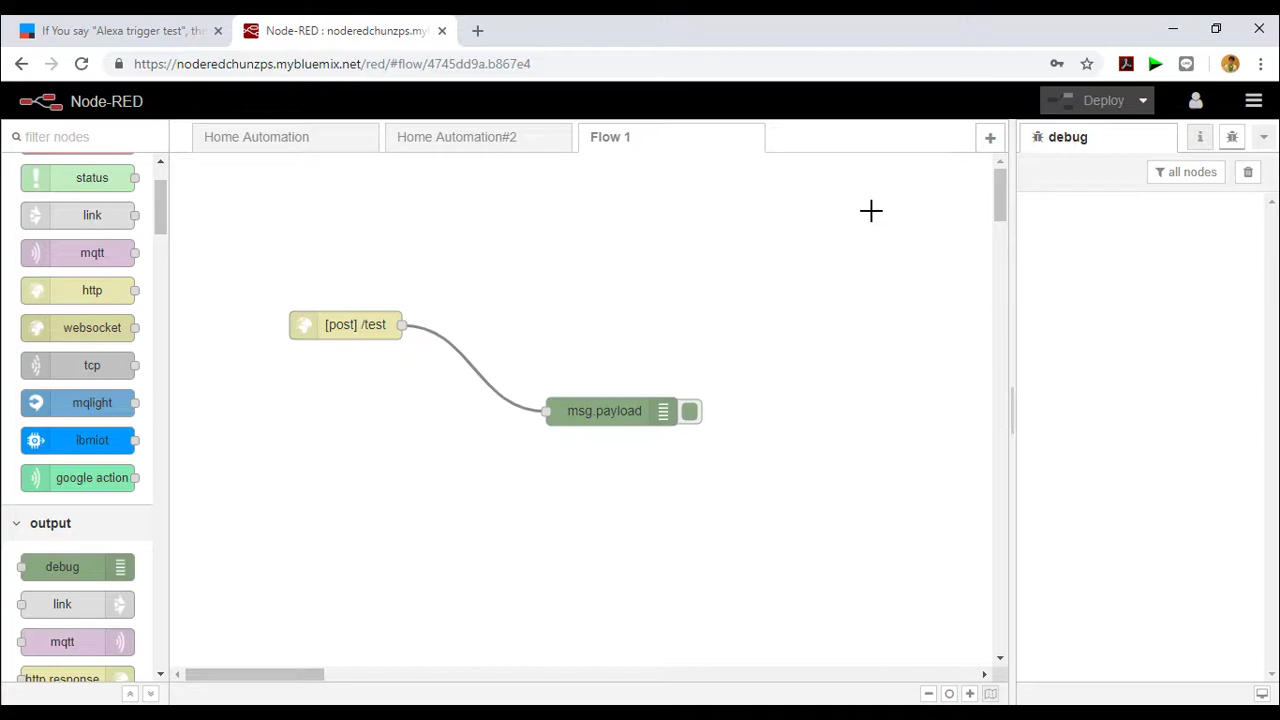 If You say "Alexa trigger test", the
Node-RED : noderedchunzps.my
https://noderedchunzps.mybluemix.net/red/#flow/4745dd9a.b867e4
Node-RED
Deploy
filter nodes
Home Automation
Home Automation#2
Flow 1
debug
i
all nodes
status
link
mqtt
http
websocket
tcp
mqlight
ibmiot
google action
output
debug
link
mqtt
http response
[post] /test
msg.payload